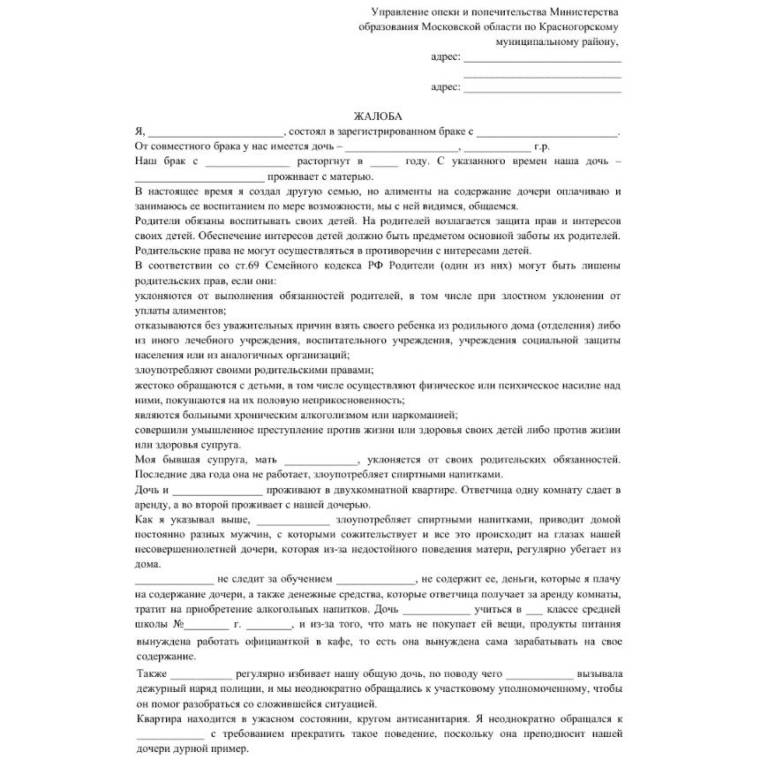 Управление опеки и попечительства Министерства
образования Московской области по Красногорскому
муниципальному району,
адрес: ____________________________
____________________________
адрес: ____________________________
ЖАЛОБА
Я, ________________________, состоял в зарегистрированном браке с _________________________.
От совместного брака у нас имеется дочь – ____________________, ____________ г.р.
Наш брак с _______________ расторгнут в _____ году. С указанного времен наша дочь –
_______________________ проживает с матерью.
В настоящее время я создал другую семью, но алименты на содержание дочери оплачиваю и
занимаюсь ее воспитанием по мере возможности, мы с ней видимся, общаемся.
Родители обязаны воспитывать своих детей. На родителей возлагается защита прав и интересов
своих детей. Обеспечение интересов детей должно быть предметом основной заботы их родителей.
Родительские права не могут осуществляться в противоречии с интересами детей.
В соответствии со ст.69 Семейного кодекса РФ Родители (один из них) могут быть лишены
родительских прав, если они:
уклоняются от выполнения обязанностей родителей, в том числе при злостном уклонении от
уплаты алиментов;
отказываются без уважительных причин взять своего ребенка из родильного дома (отделения) либо
из иного лечебного учреждения, воспитательного учреждения, учреждения социальной защиты
населения или из аналогичных организаций;
злоупотребляют своими родительскими правами;
жестоко обращаются с детьми, в том числе осуществляют физическое или психическое насилие над
ними, покушаются на их половую неприкосновенность;
являются больными хроническим алкоголизмом или наркоманией;
совершили умышленное преступление против жизни или здоровья своих детей либо против жизни
или здоровья супруга.
Моя бывшая супруга, мать _____________, уклоняется от своих родительских обязанностей.
Последние два года она не работает, злоупотребляет спиртными напитками.
Дочь и ________________ проживают в двухкомнатной квартире. Ответчица одну комнату сдает в
аренду, а во второй проживает с нашей дочерью.
Как я указывал выше, _____________ злоупотребляет спиртными напитками, приводит домой
постоянно разных мужчин, с которыми сожительствует и все это происходит на глазах нашей
несовершеннолетней дочери, которая из-за недостойного поведения матери, регулярно убегает из
дома.
______________ не следит за обучением ______________, не содержит ее, деньги, которые я плачу
на содержание дочери, а также денежные средства, которые ответчица получает за аренду комнаты,
тратит на приобретение алкогольных напитков. Дочь ____________ учиться в ___ классе средней
школы №________ г. ________, и из-за того, что мать не покупает ей вещи, продукты питания
вынуждена работать официанткой в кафе, то есть она вынуждена сама зарабатывать на свое
содержание.
Также ___________ регулярно избивает нашу общую дочь, по поводу чего ____________ вызывала
дежурный наряд полиции, и мы неоднократно обращались к участковому уполномоченному, чтобы
он помог разобраться со сложившейся ситуацией.
Квартира находится в ужасном состоянии, кругом антисанитария. Я неоднократно обращался к
____________ с требованием прекратить такое поведение, поскольку она преподносит нашей
дочери дурной пример.